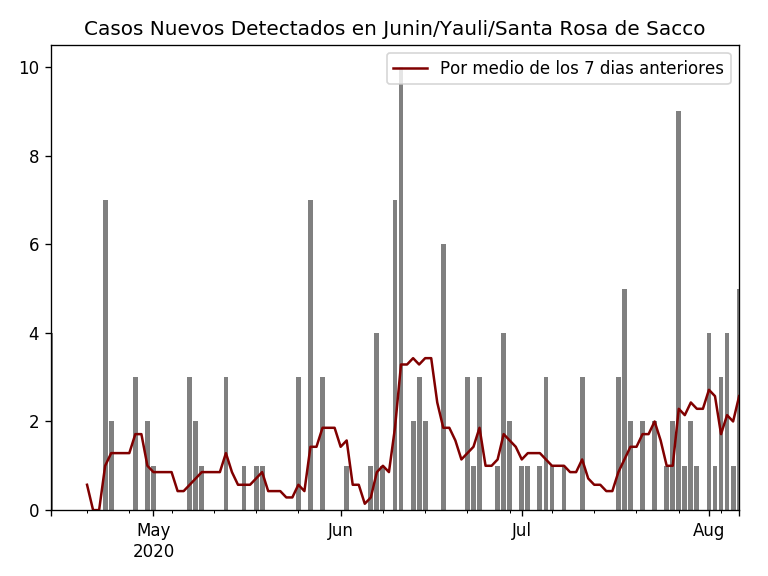 Casos Nuevos Detectados en Junin/Yauli/Santa Rosa de Sacco
Por medio de los 7 dias anteriores
10
8
6
4
2
0
May
2020
Jun
Jul
Aug